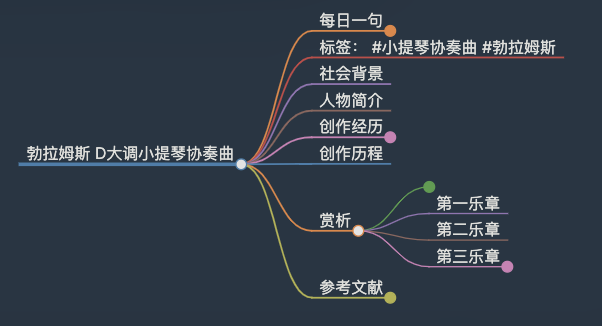 每日一句
标签： #小提琴协奏曲 #勃拉姆斯
社会背景
人物简介
创作经历
勃拉姆斯 D大调小提琴协奏曲
创作历程
第一乐章
赏析
第二乐章
第三乐章
参考文献